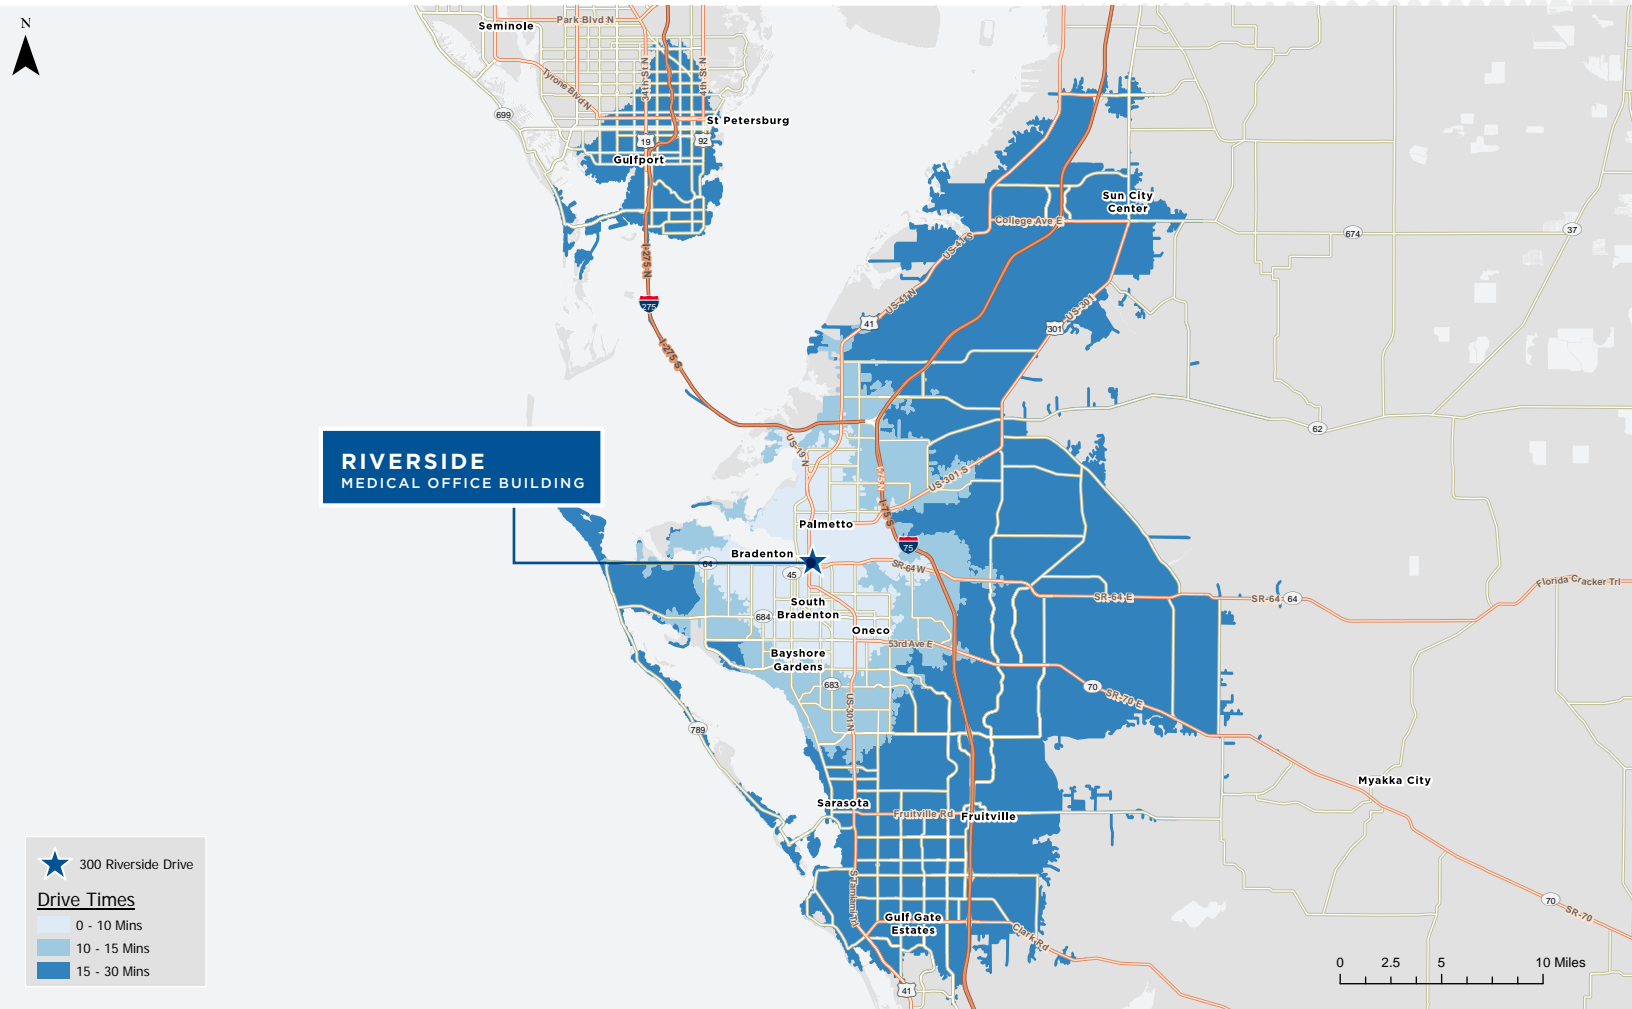 N
Seminole
Park Blvd N
Tyrone Blvd N
34th St N
4th St N
699
St Petersburg
19
92
Gulfport
Sun City
Center
College Ave E
674
37
US-41 S
I-275 N
275
US-41 N
41
US-301
301
I-275 S
62
RIVERSIDE
MEDICAL OFFICE BUILDING
US-19 N
US-301 S
I-75 N
I-75 S
Palmetto
75
Bradenton
64
45
SR-64 W
SR-64 E
SR-64
64
Florida Cracker Trl
South
Bradenton
684
Oneco
53rd Ave E
Bayshore
Gardens
683
70
SR-70 E
US-301 N
789
Myakka City
Sarasota
Fruitville Rd
Fruitville
S Tamiami Trl
Gulf Gate
Estates
Clark Rd
70
SR-70
41
300 Riverside Drive
Drive Times
0 - 10 Mins
10 - 15 Mins
15 - 30 Mins
0 2.5 5 10 Miles